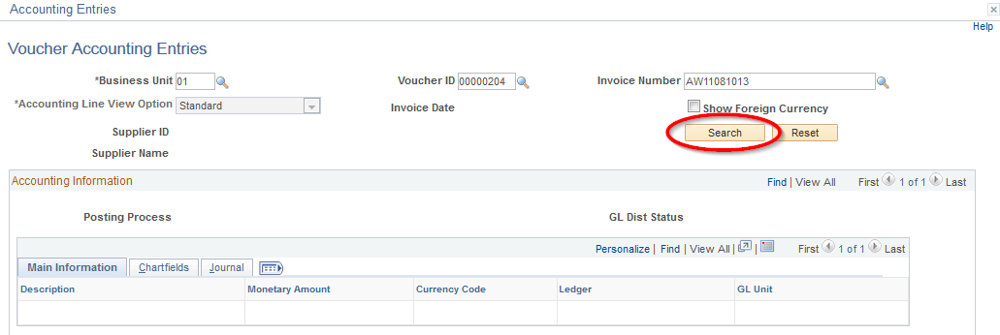 Accounting Entries
Help
Voucher Accounting Entries
*Business Unit 01 Voucher ID 00000204 Invoice Number AW11081013
*Accounting Line View Option Standard Invoice Date Show Foreign Currency
Supplier ID Search Reset
Supplier Name
Accounting Information Find | View All First 1 of 1 Last
Posting Process GL Dist Status
Personalize | Find | View All | | First 1 of 1 Last
Main Information Chartfields Journal
Description Monetary Amount Currency Code Ledger GL Unit